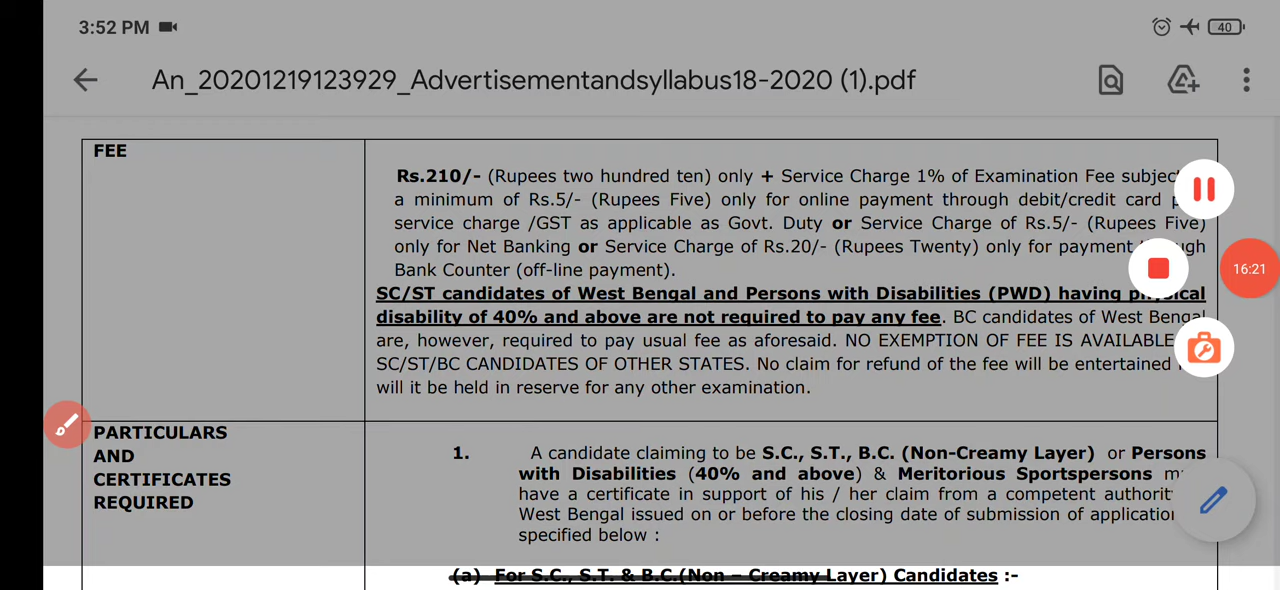 3:52 PM
40
An_20201219123929_Advertisementandsyllabus18-2020 (1).pdf
FEE
Rs.210/- (Rupees two hundred ten) only + Service Charge 1% of Examination Fee subject
a minimum of Rs.5/- (Rupees Five) only for online payment through debit/credit card
service charge /GST as applicable as Govt. Duty or Service Charge of Rs.5/- (Rupees Five)
only for Net Banking or Service Charge of Rs.20/- (Rupees Twenty) only for payment
Bank Counter (off-line payment).
SC/ST candidates of West Bengal and Persons with Disabilities (PWD) having physical
disability of 40% and above are not required to pay any fee. BC candidates of West Bengal
are, however, required to pay usual fee as aforesaid. NO EXEMPTION OF FEE IS AVAILABLE
SC/ST/BC CANDIDATES OF OTHER STATES. No claim for refund of the fee will be entertained
will it be held in reserve for any other examination.
16:21
PARTICULARS
AND
CERTIFICATES
REQUIRED
1. A candidate claiming to be S.C., S.T., B.C. (Non-Creamy Layer) or Persons
with Disabilities (40% and above) & Meritorious Sportspersons
have a certificate in support of his / her claim from a competent authority
West Bengal issued on or before the closing date of submission of application
specified below :
(a) For S.C., S.T. & B.C.(Non – Creamy Layer) Candidates :-